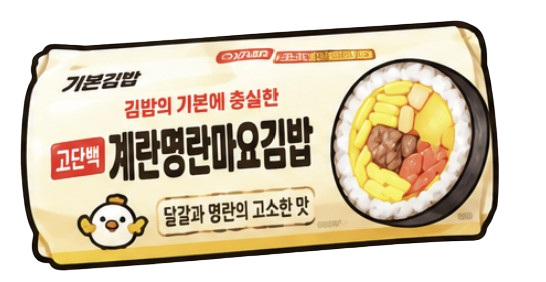 기본김밥
김밥의 기본에 충실한
고단백
계란명란마요김밥
달걀과 명란의 고소한 맛